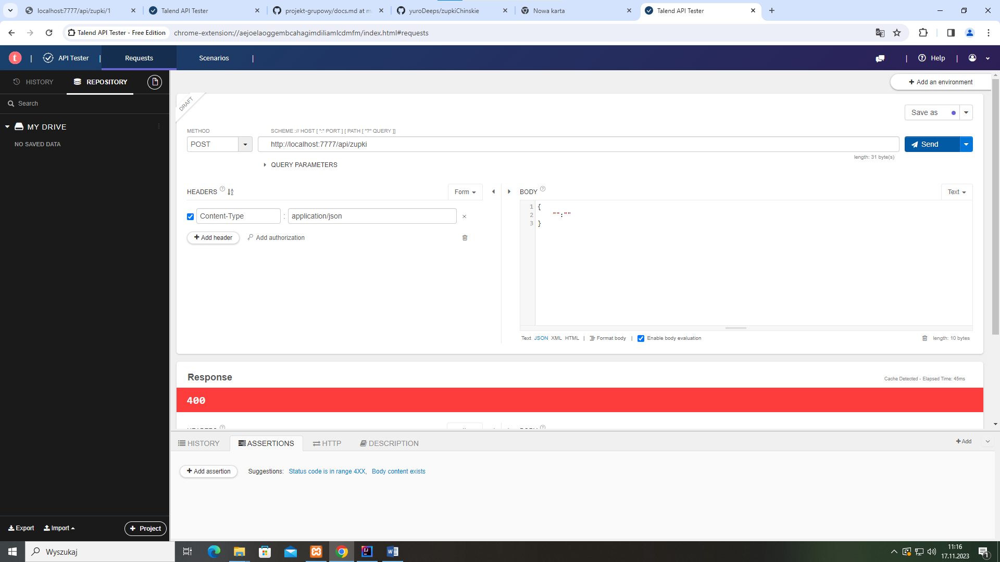 localhost:7777/api/zupki/1
Talend API Tester
projekt-grupowy/docs.md at m
yuroDeeps/zupkiChinskie
Nowa karta
Talend API Tester
Talend API Tester - Free Edition
chrome-extension://aejoelaoggembcahagimdiliamlcdmfm/index.html#requests
t | API Tester |
Requests
Scenarios |
| Help |
HISTORY
REPOSITORY
Add an environment
Search
DRAFT
Save as
MY DRIVE
NO SAVED DATA
METHOD
SCHEME :// HOST [ ":" PORT ] [ PATH [ "?" QUERY ]]
POST
http://localhost:7777/api/zupki
Send
length: 31 byte(s)
QUERY PARAMETERS
HEADERS
Form
BODY
Text
Content-Type : application/json
Add header
Add authorization
1 {
2 "":""
3 }
Text JSON XML HTML | Format body | Enable body evaluation
length: 10 bytes
Response
Cache Detected - Elapsed Time: 45ms
400
HISTORY
ASSERTIONS
HTTP
DESCRIPTION
Add
Add assertion
Suggestions: Status code is in range 4XX, Body content exists
Export
Import
Project
Wyszukaj
11:16
17.11.2023
1